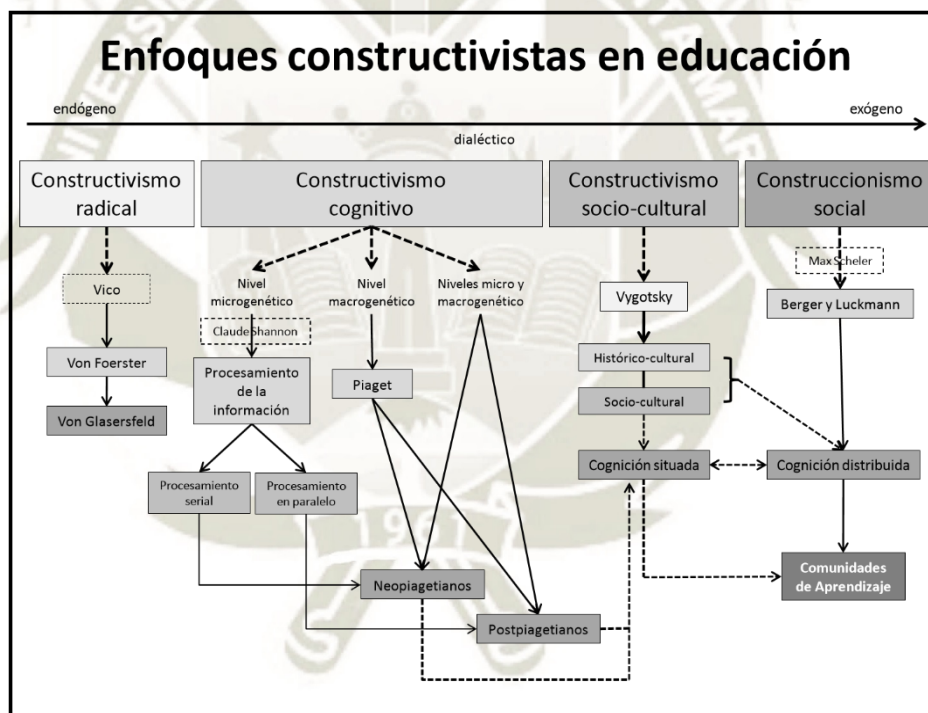 Enfoques constructivistas en educación
endógeno
exógeno
dialéctico
Constructivismo
radical
Constructivismo
cognitivo
Constructivismo
socio-cultural
Construccionismo
social
Vico
Von Foerster
Von Glasersfeld
Nivel
microgenético
Claude Shannon
Procesamiento
de la
información
Procesamiento
serial
Procesamiento
en paralelo
Nivel
macrogenético
Piaget
Niveles micro y
macrogenético
Neopiagetianos
Postpiagetianos
Vygotsky
Histórico-cultural
Socio-cultural
Cognición situada
Max Scheler
Berger y Luckmann
Cognición distribuida
Comunidades
de Aprendizaje